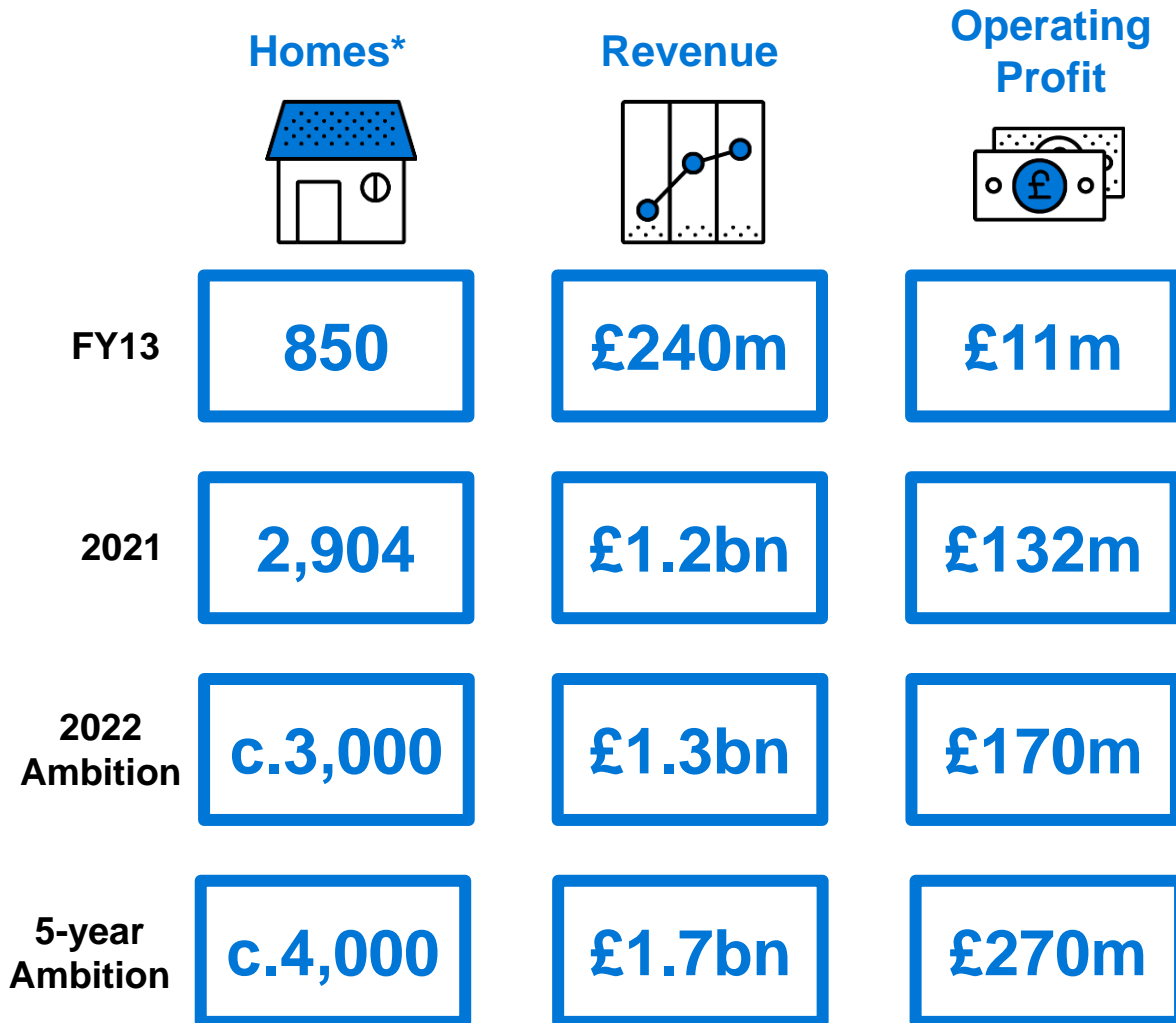 Homes*
Revenue
Operating
Profit
£
FY13
850
£240m
£11m
2021
2,904
£1.2bn
£132m
2022
Ambition
c.3,000
£1.3bn
£170m
5-year
Ambition
c.4,000
£1.7bn
£270m